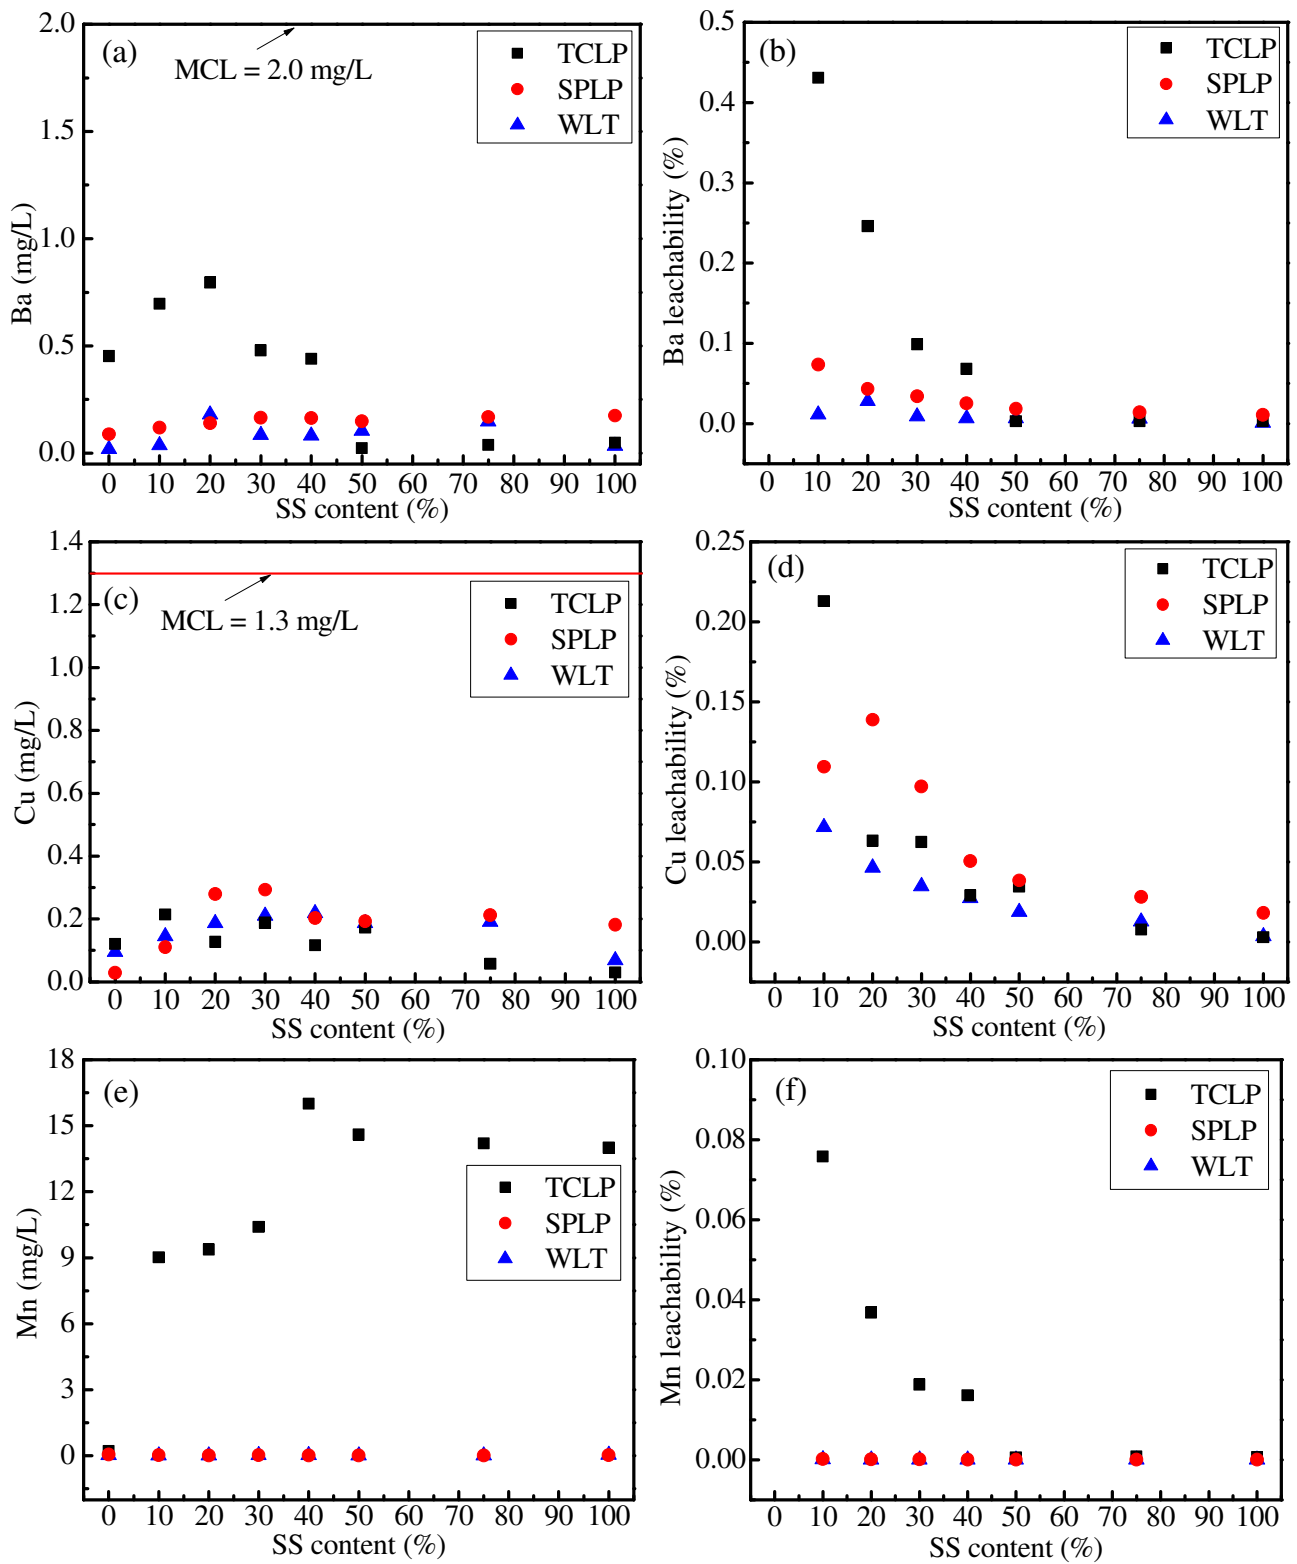 (a)
MCL = 2.0 mg/L
TCLP
SPLP
WLT
2.0
1.5
1.0
0.5
0.0
Ba (mg/L)
0 10 20 30 40 50 60 70 80 90 100
SS content (%)
(b)
TCLP
SPLP
WLT
0.5
0.4
0.3
0.2
0.1
0.0
Ba leachability (%)
0 10 20 30 40 50 60 70 80 90 100
SS content (%)
(c)
MCL = 1.3 mg/L
TCLP
SPLP
WLT
1.4
1.2
1.0
0.8
0.6
0.4
0.2
0.0
Cu (mg/L)
0 10 20 30 40 50 60 70 80 90 100
SS content (%)
(d)
TCLP
SPLP
WLT
0.25
0.20
0.15
0.10
0.05
0.00
Cu leachability (%)
0 10 20 30 40 50 60 70 80 90 100
SS content (%)
(e)
TCLP
SPLP
WLT
18
15
12
9
6
3
0
Mn (mg/L)
0 10 20 30 40 50 60 70 80 90 100
SS content (%)
(f)
TCLP
SPLP
WLT
0.10
0.08
0.06
0.04
0.02
0.00
Mn leachability (%)
0 10 20 30 40 50 60 70 80 90 100
SS content (%)